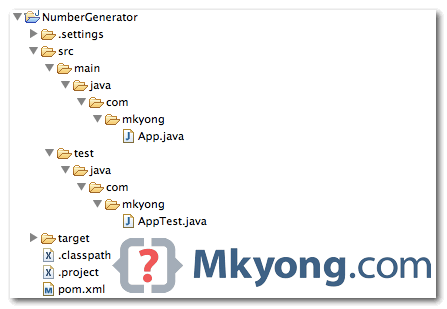 NumberGenerator
.settings
src
main
java
com
mkyong
App.java
test
java
com
mkyong
AppTest.java
target
.classpath
.project
pom.xml
{?} Mkyong.com